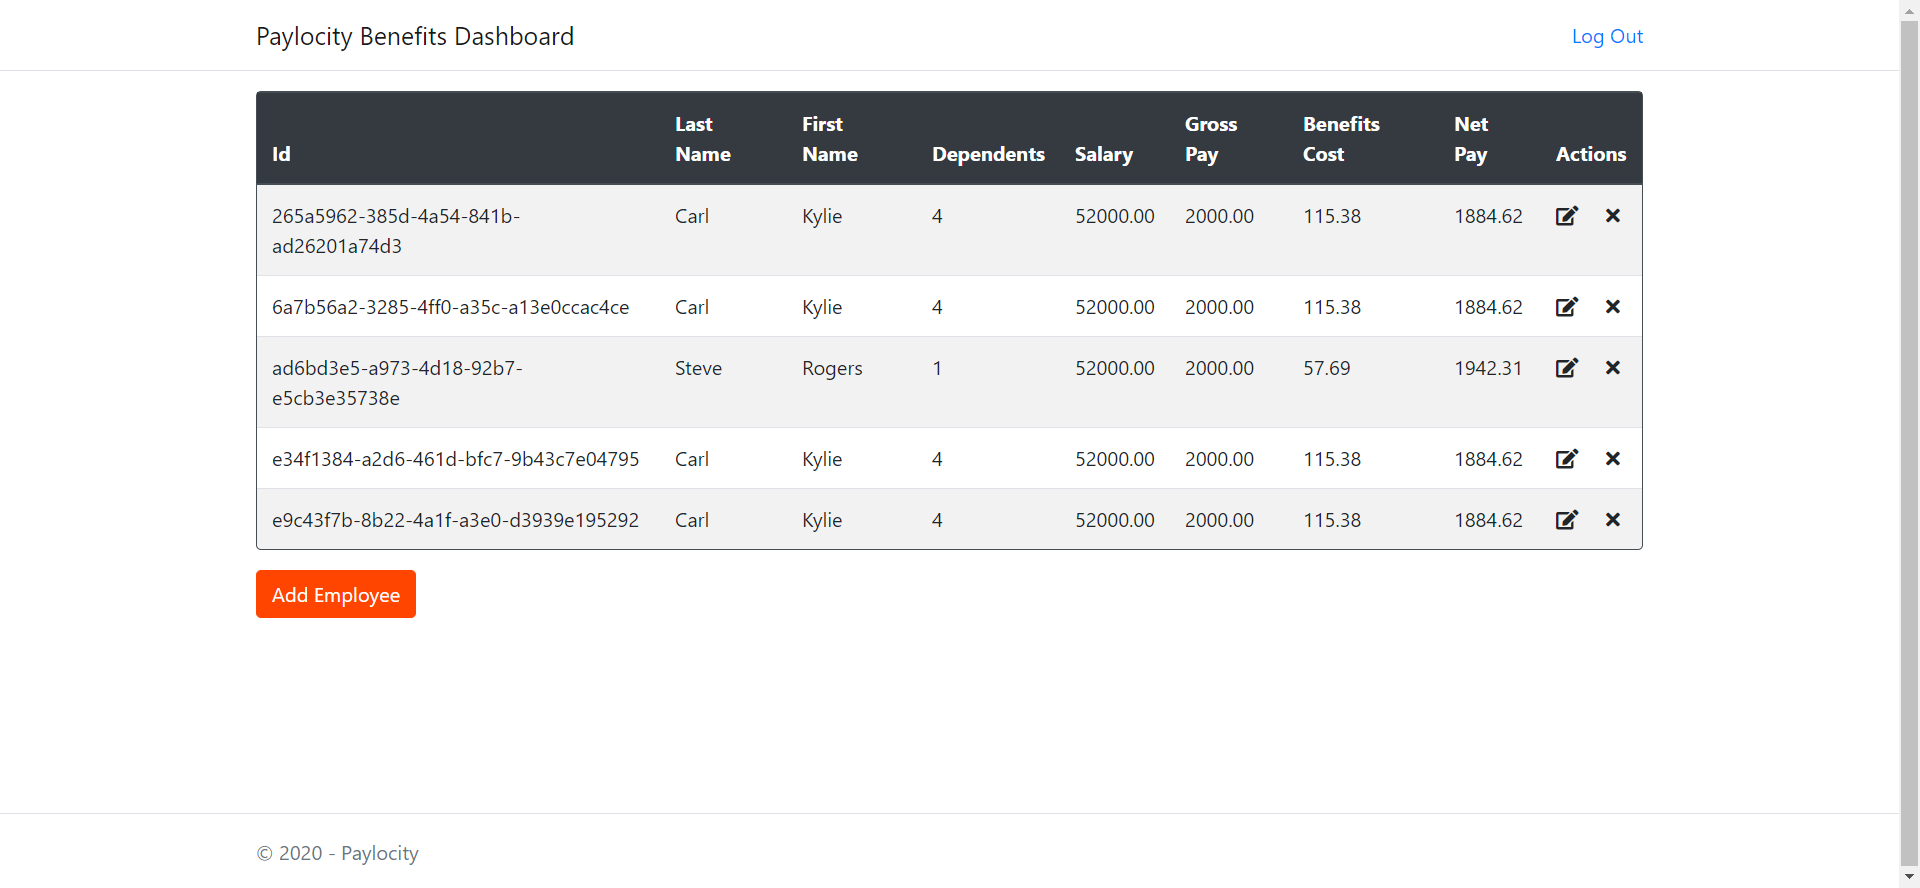 Paylocity Benefits Dashboard
Log Out
Id Last Name First Name Dependents Salary Gross Pay Benefits Cost Net Pay Actions
265a5962-385d-4a54-841b-ad26201a74d3 Carl Kylie 4 52000.00 2000.00 115.38 1884.62
6a7b56a2-3285-4ff0-a35c-a13e0ccac4ce Carl Kylie 4 52000.00 2000.00 115.38 1884.62
ad6bd3e5-a973-4d18-92b7-e5cb3e35738e Steve Rogers 1 52000.00 2000.00 57.69 1942.31
e34f1384-a2d6-461d-bfc7-9b43c7e04795 Carl Kylie 4 52000.00 2000.00 115.38 1884.62
e9c43f7b-8b22-4a1f-a3e0-d3939e195292 Carl Kylie 4 52000.00 2000.00 115.38 1884.62
Add Employee
© 2020 - Paylocity